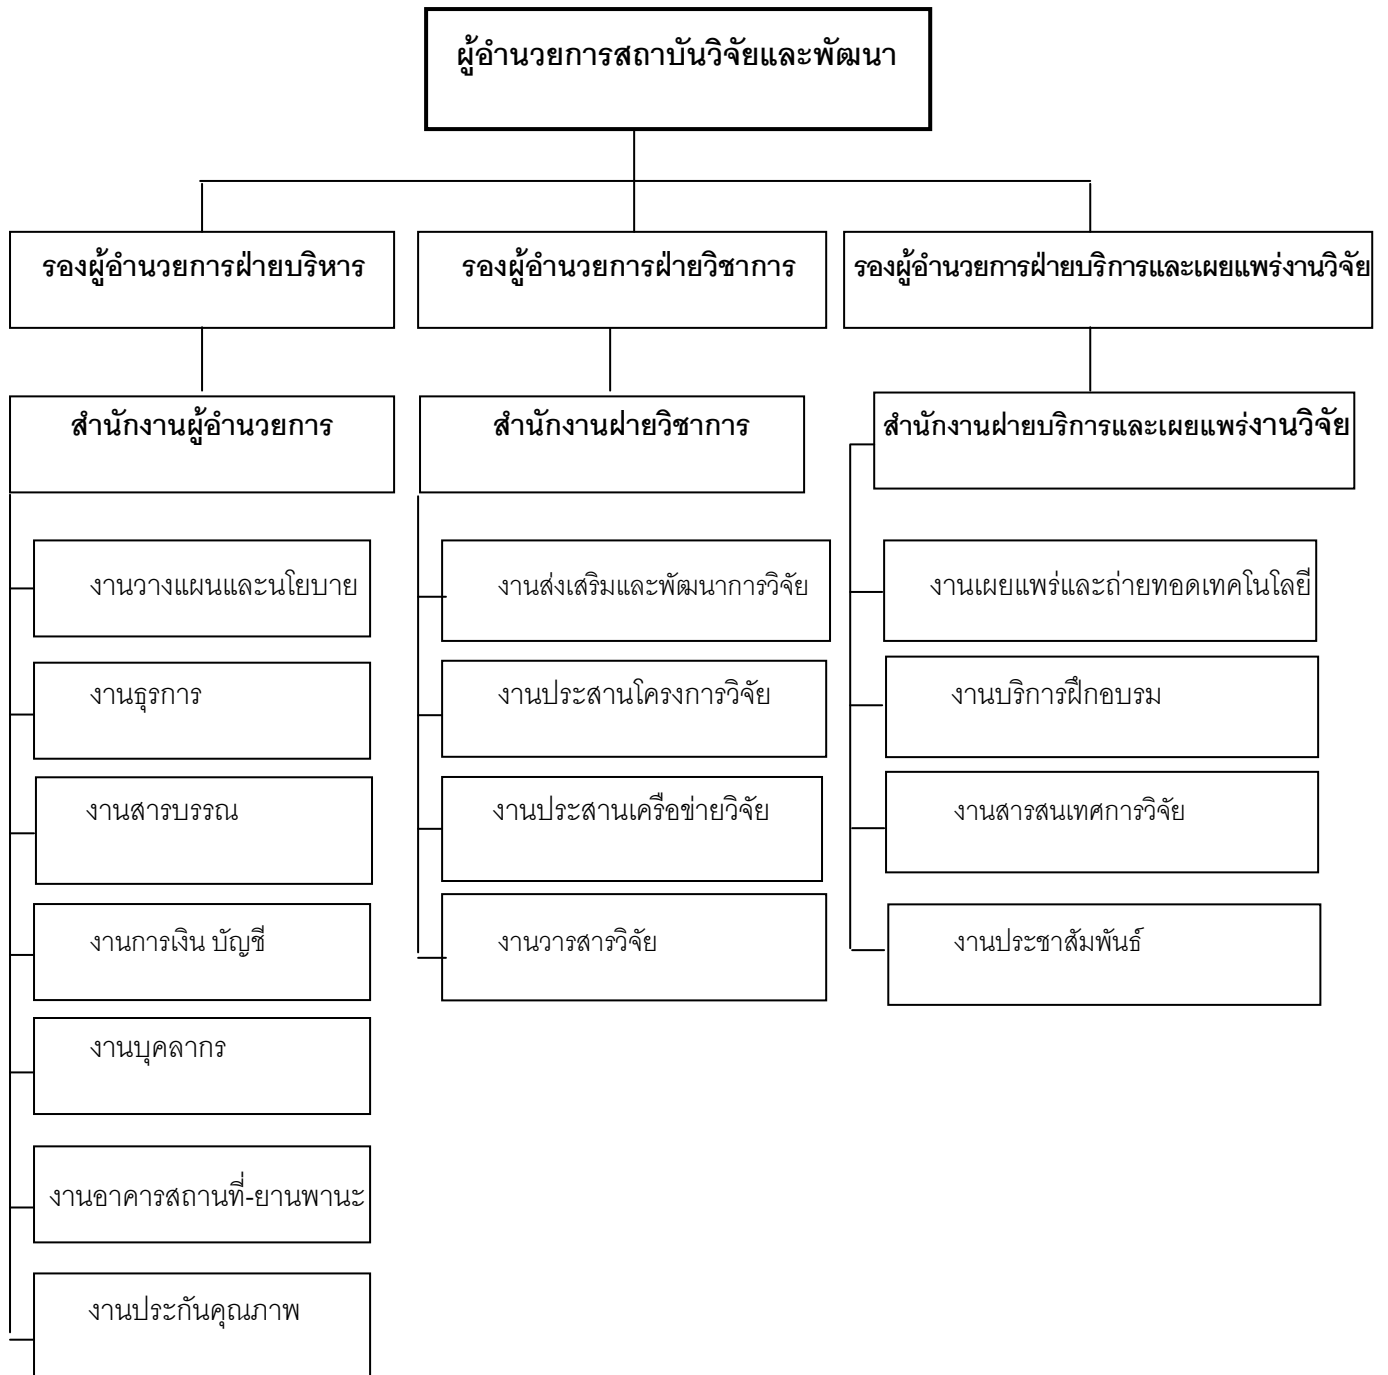 ผู้อำนวยการสถาบันวิจัยและพัฒนา
รองผู้อำนวยการฝ่ายบริหาร
รองผู้อำนวยการฝ่ายวิชาการ
รองผู้อำนวยการฝ่ายบริการและเผยแพร่งานวิจัย
สำนักงานผู้อำนวยการ
สำนักงานฝ่ายวิชาการ
สำนักงานฝ่ายบริการและเผยแพร่งานวิจัย
งานวางแผนและนโยบาย
งานธุรการ
งานสารบรรณ
งานการเงิน บัญชี
งานบุคลากร
งานอาคารสถานที่-ยานพานะ
งานประกันคุณภาพ
งานส่งเสริมและพัฒนาการวิจัย
งานประสานโครงการวิจัย
งานประสานเครือข่ายวิจัย
งานวารสารวิจัย
งานเผยแพร่และถ่ายทอดเทคโนโลยี
งานบริการฝึกอบรม
งานสารสนเทศการวิจัย
งานประชาสัมพันธ์